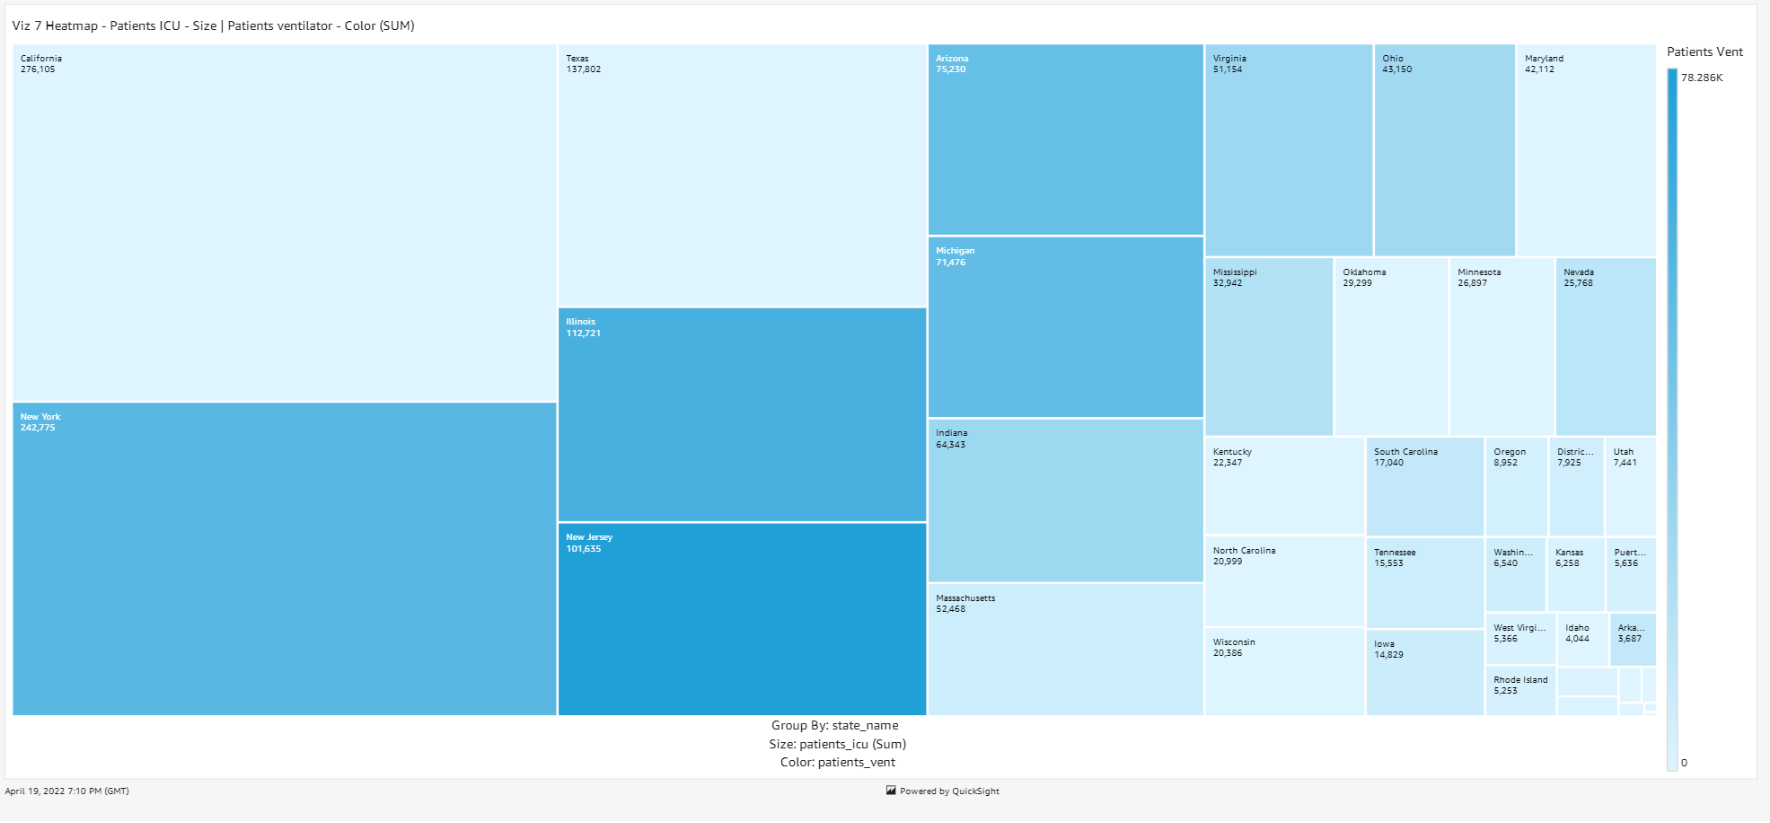 Viz 7 Heatmap - Patients ICU - Size | Patients ventilator - Color (SUM)
California
276,105
New York
242,775
Texas
137,802
Illinois
112,721
New Jersey
101,635
Arizona
75,230
Michigan
71,476
Indiana
64,343
Massachusetts
52,468
Virginia
51,154
Ohio
43,150
Maryland
42,112
Mississippi
32,942
Oklahoma
29,299
Minnesota
26,897
Nevada
25,768
Kentucky
22,347
North Carolina
20,999
Wisconsin
20,386
South Carolina
17,040
Tennessee
15,553
Iowa
14,829
Oregon
8,952
Distric...
7,925
Utah
7,441
Washin...
6,540
Kansas
6,258
Puert...
5,636
West Virgi...
5,366
Rhode Island
5,253
Idaho
4,044
Arka...
3,687
Patients Vent
78.286K
0
Group By: state_name
Size: patients_icu (Sum)
Color: patients_vent
April 19, 2022 7:10 PM (GMT)
Powered by QuickSight